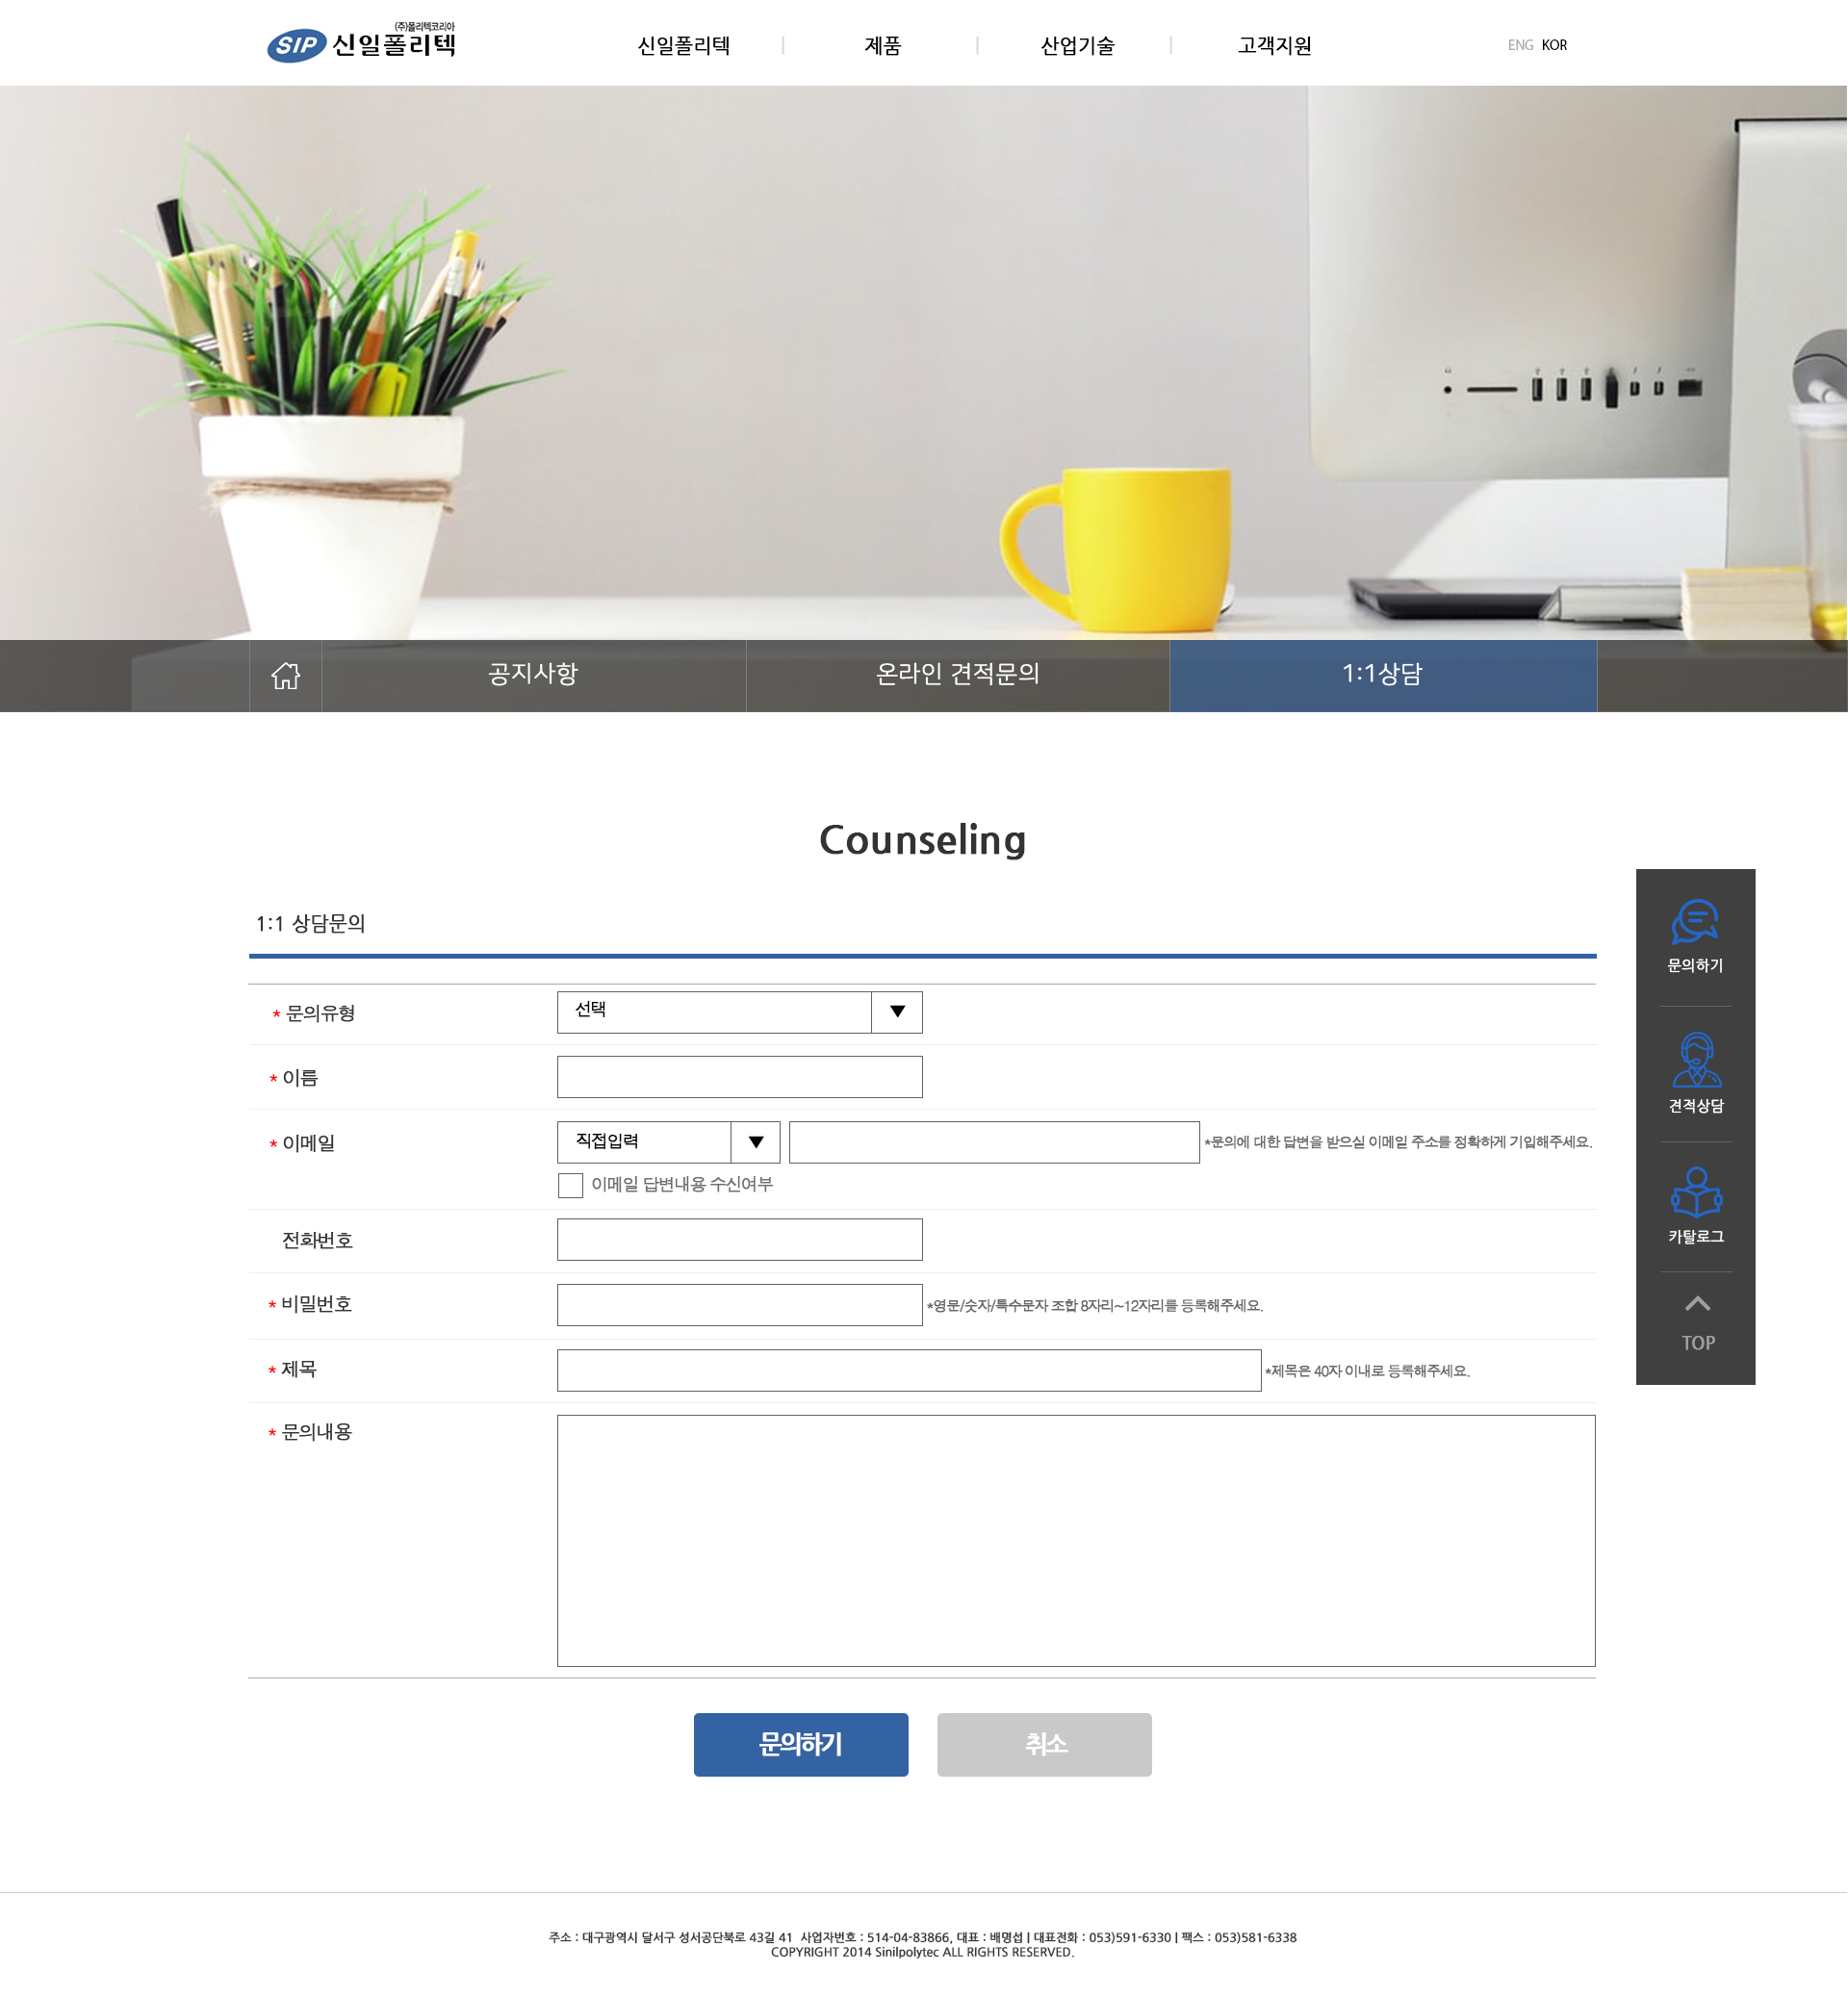 (주)폴리텍코리아
SIP 신일폴리텍
신일폴리텍 제품 산업기술 고객지원 ENG KOR
공지사항 온라인 견적문의 1:1상담
Counseling
1:1 상담문의
* 문의유형 선택 ▼
* 이름
* 이메일 직접입력 ▼ *문의에 대한 답변을 받으실 이메일 주소를 정확하게 기입해주세요.
이메일 답변내용 수신여부
전화번호
* 비밀번호 *영문/숫자/특수문자 조합 8자리~12자리를 등록해주세요.
* 제목 *제목은 40자 이내로 등록해주세요.
* 문의내용
문의하기 취소
문의하기
견적상담
카탈로그
TOP
주소 : 대구광역시 달서구 성서공단북로 43길 41 사업자번호 : 514-04-83866, 대표 : 배명섭 | 대표전화 : 053)591-6330 | 팩스 : 053)581-6338
COPYRIGHT 2014 Sinilpolytec ALL RIGHTS RESERVED.